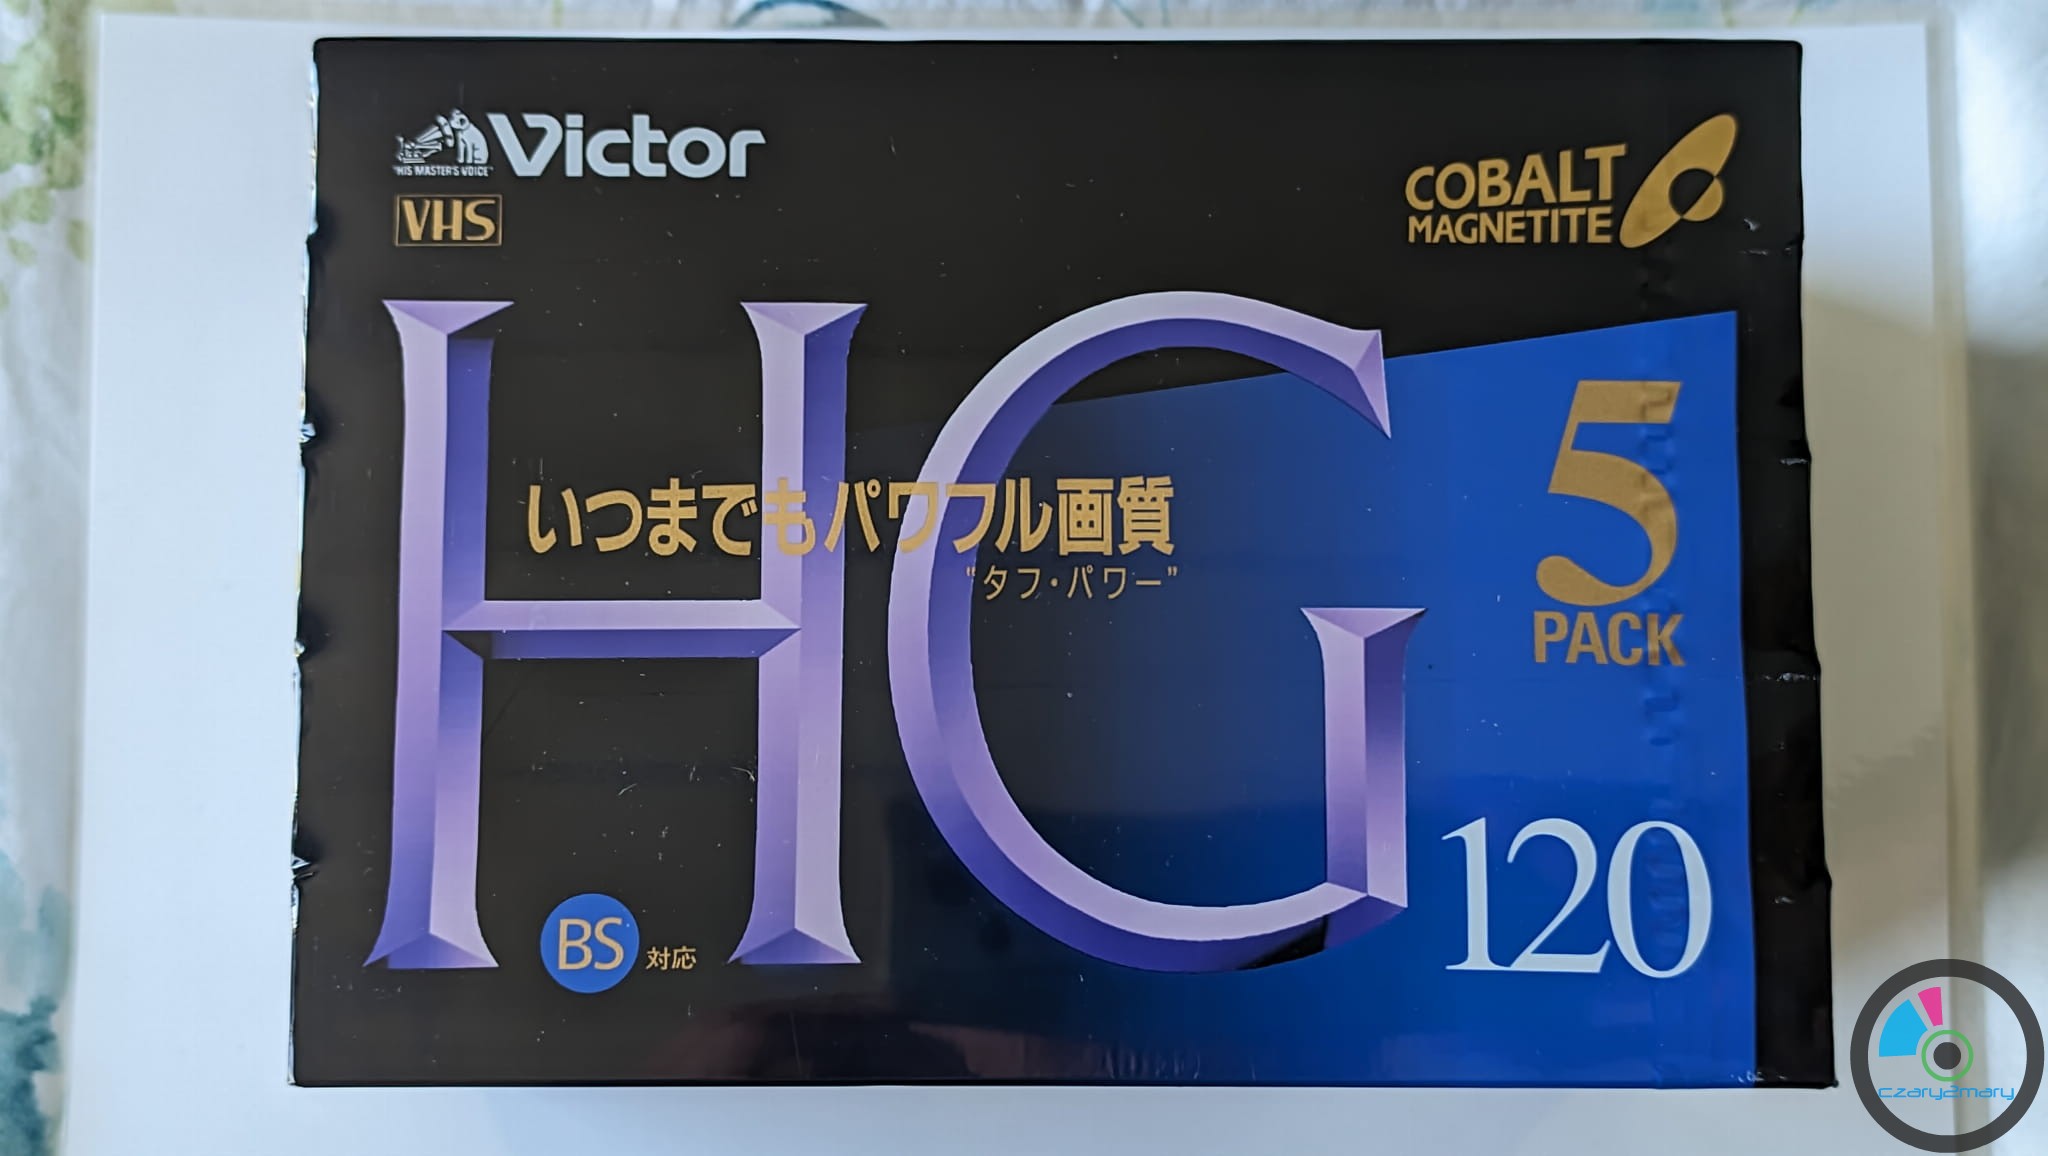 "HIS MASTER'S VOICE"
Victor
VHS
COBALT
MAGNETITE
HG
いつまでもパワフル画質
"タフ・パワー"
5
PACK
BS 対応
120
czary2mary